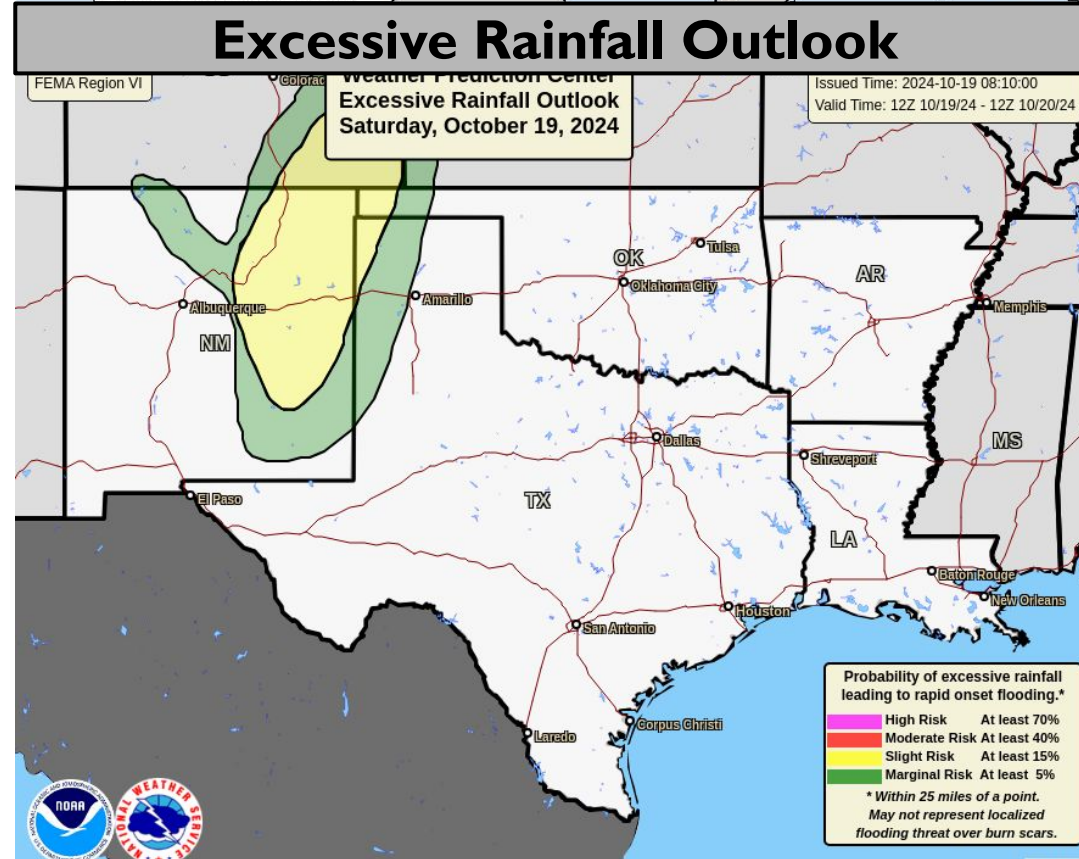 Excessive Rainfall Outlook
FEMA Region VI
Weather Prediction Center
Excessive Rainfall Outlook
Saturday, October 19, 2024
Issued Time: 2024-10-19 08:10:00
Valid Time: 12Z 10/19/24 - 12Z 10/20/24
Tulsa
OK
Oklahoma City
AR
Albuquerque
Amarillo
Memphis
NM
Dallas
MS
Shreveport
El Paso
TX
LA
Baton Rouge
New Orleans
Houston
San Antonio
Corpus Christi
Laredo
Probability of excessive rainfall
leading to rapid onset flooding.*
High Risk At least 70%
Moderate Risk At least 40%
Slight Risk At least 15%
Marginal Risk At least 5%
* Within 25 miles of a point.
May not represent localized
flooding threat over burn scars.
NOAA
NATIONAL WEATHER SERVICE